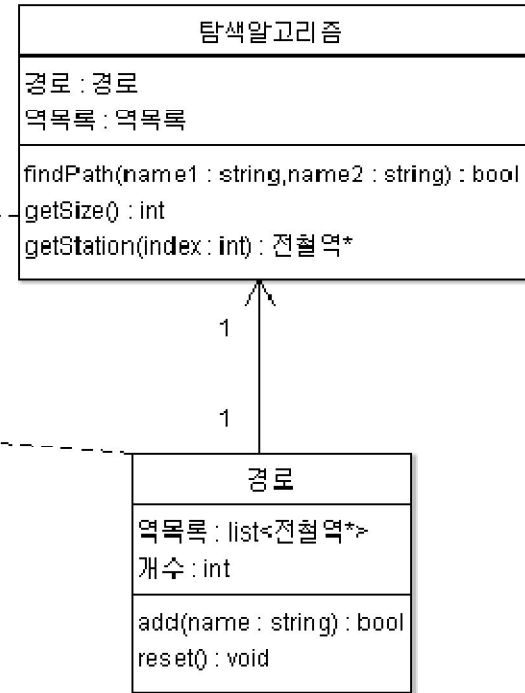 탐색알고리즘
경로 : 경로
역목록 : 역목록
findPath(name1 : string,name2 : string) : bool
getSize() : int
getStation(index : int) : 전철역*
1
1
경로
역목록 : list<전철역*>
개수 : int
add(name : string) : bool
reset() : void